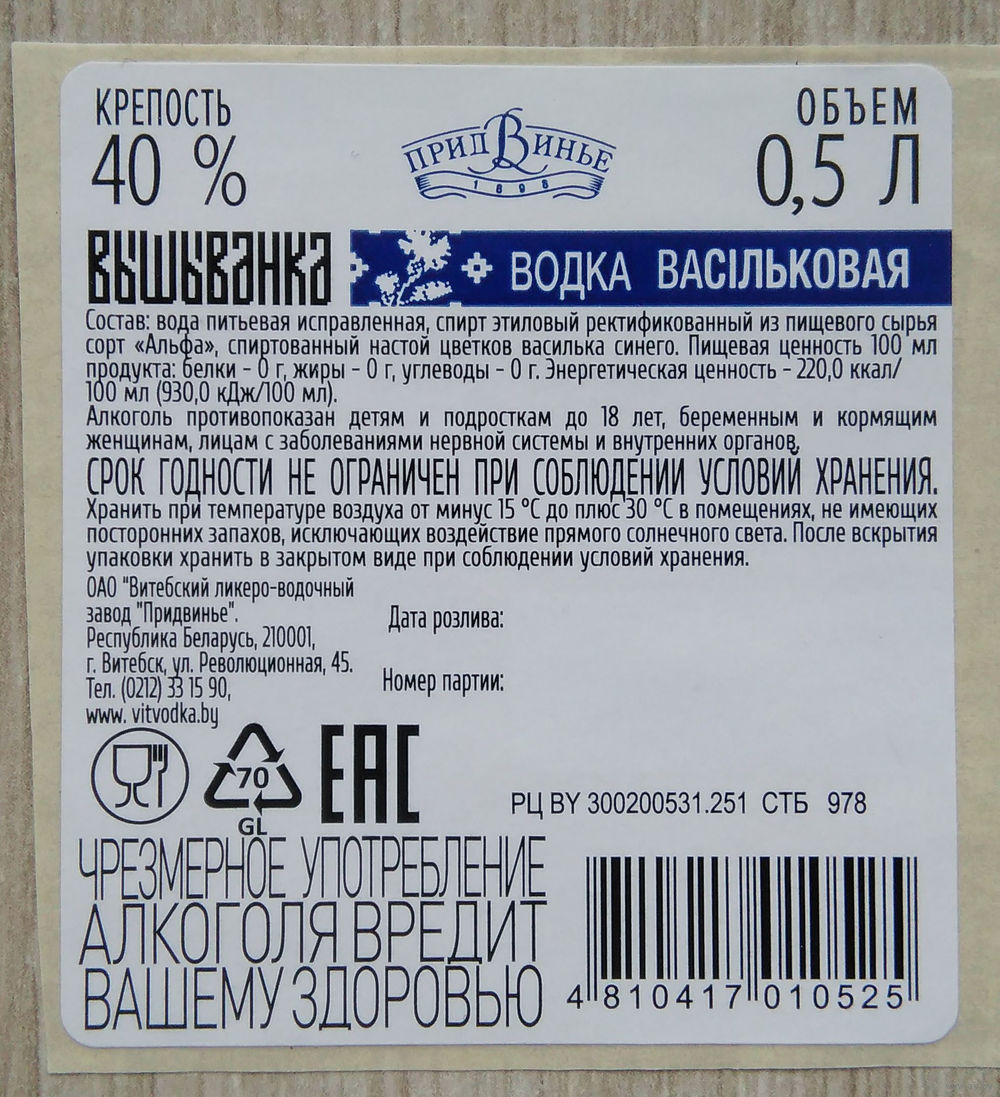 КРЕПОСТЬ
40 %
ПРИДВИНЬЕ
1898
ОБЪЕМ
0,5 Л
ВЫШЫВАНКА
ВОДКА ВАСІЛЬКОВАЯ
Состав: вода питьевая исправленная, спирт этиловый ректификованный из пищевого сырья
сорт «Альфа», спиртованный настой цветков василька синего. Пищевая ценность 100 мл
продукта: белки – 0 г, жиры – 0 г, углеводы – 0 г. Энергетическая ценность – 220,0 ккал/
100 мл (930,0 кДж/100 мл).
Алкоголь противопоказан детям и подросткам до 18 лет, беременным и кормящим
женщинам, лицам с заболеваниями нервной системы и внутренних органов.
СРОК ГОДНОСТИ НЕ ОГРАНИЧЕН ПРИ СОБЛЮДЕНИИ УСЛОВИЙ ХРАНЕНИЯ.
Хранить при температуре воздуха от минус 15 °С до плюс 30 °С в помещениях, не имеющих
посторонних запахов, исключающих воздействие прямого солнечного света. После вскрытия
упаковки хранить в закрытом виде при соблюдении условий хранения.
ОАО "Витебский ликеро-водочный
завод "Придвинье".
Республика Беларусь, 210001,
г. Витебск, ул. Революционная, 45.
Тел. (0212) 33 15 90,
www. vitvodka.by
Дата розлива:
Номер партии:
70
GL
EAC
РЦ BY 300200531.251 СТБ 978
ЧРЕЗМЕРНОЕ УПОТРЕБЛЕНИЕ
АЛКОГОЛЯ ВРЕДИТ
ВАШЕМУ ЗДОРОВЬЮ
4 810417 010525